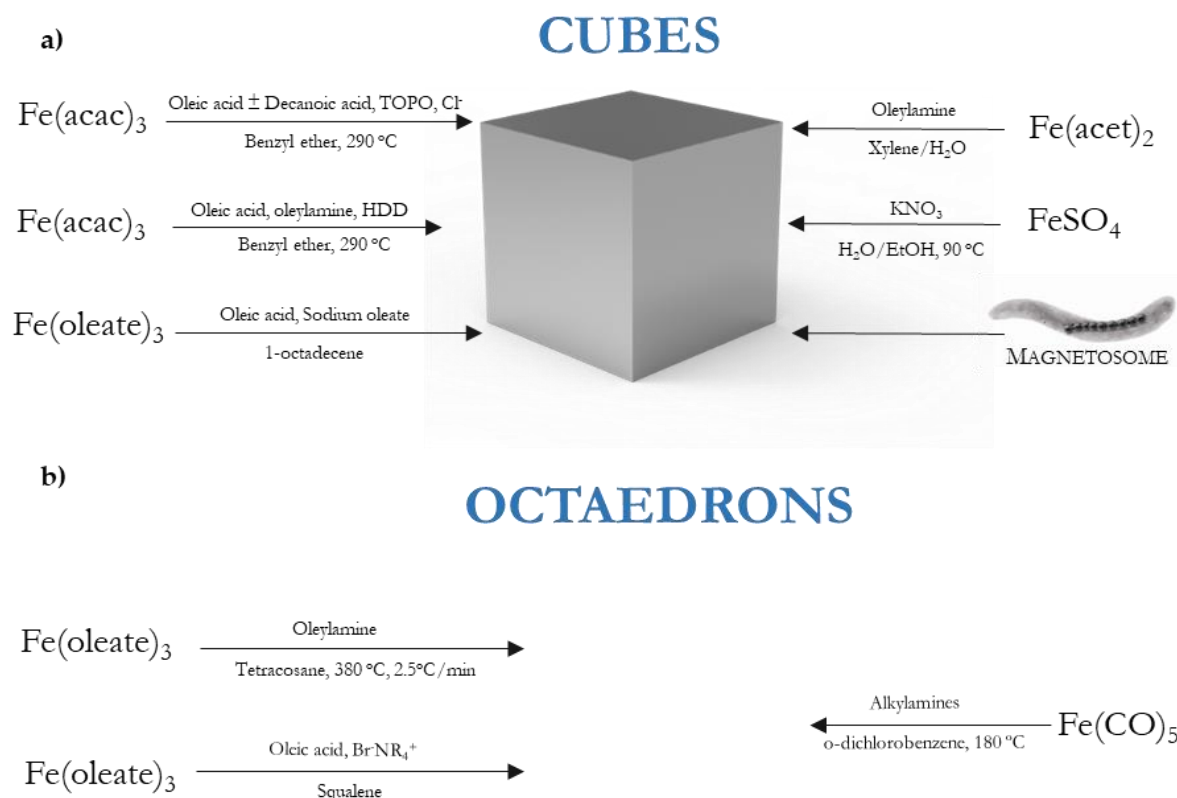 a)
CUBES
Fe(acac)₃
Oleic acid ± Decanoic acid, TOPO, Cl⁻
Benzyl ether, 290 °C
Oleylamine
Xylene/H₂O
Fe(acet)₂
Fe(acac)₃
Oleic acid, oleylamine, HDD
Benzyl ether, 290 °C
KNO₃
H₂O/EtOH, 90 °C
FeSO₄
Fe(oleate)₃
Oleic acid, Sodium oleate
1-octadecene
MAGNETOSOME
b)
OCTAEDRONS
Fe(oleate)₃
Oleylamine
Tetracosane, 380 °C, 2.5°C/min
Alkylamines
o-dichlorobenzene, 180 °C
Fe(CO)₅
Fe(oleate)₃
Oleic acid, Br⁻NR₄⁺
Squalene